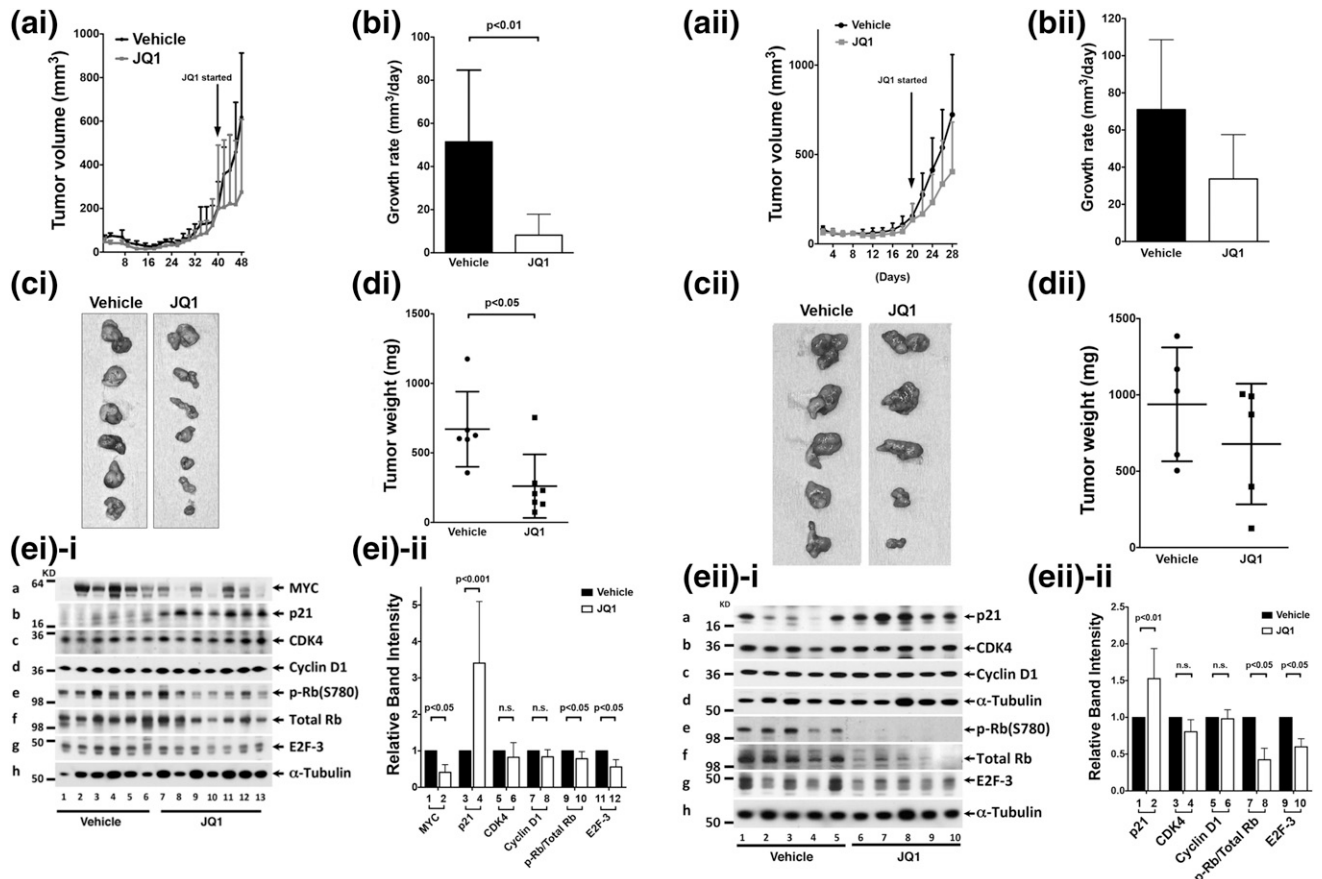 (ai)
Tumor volume (mm3)
1000
800
600
400
200
0
Vehicle
JQ1
JQ1 started
8 16 24 32 40 48
(bi)
p<0.01
Growth rate (mm3/day)
100
80
60
40
20
0
Vehicle JQ1
(aii)
Tumor volume (mm3)
1000
500
0
Vehicle
JQ1
JQ1 started
4 8 12 16 20 24 28
(Days)
(bii)
Growth rate (mm3/day)
120
100
80
60
40
20
0
Vehicle JQ1
(ci)
Vehicle JQ1
(di)
p<0.05
Tumor weight (mg)
1500
1000
500
0
Vehicle JQ1
(cii)
Vehicle JQ1
(dii)
Tumor weight (mg)
1500
1000
500
0
Vehicle JQ1
(ei)-i
KD
a 64 MYC
b 16 p21
c 36 CDK4
d 36 Cyclin D1
e 98 p-Rb(S780)
f 98 Total Rb
g 50 E2F-3
h 50 α-Tubulin
1 2 3 4 5 6 7 8 9 10 11 12 13
Vehicle JQ1
(ei)-ii
Vehicle
JQ1
Relative Band Intensity
6
5
4
3
2
1
0
p<0.05
p<0.001
n.s.
n.s.
p<0.05
p<0.05
1 2 3 4 5 6 7 8 9 10 11 12
MYC
p21
CDK4
Cyclin D1
p-Rb/Total Rb
E2F-3
(eii)-i
KD
a 16 p21
b 36 CDK4
c 36 Cyclin D1
d 50 α-Tubulin
e 98 p-Rb(S780)
f 98 Total Rb
g 50 E2F-3
h 50 α-Tubulin
1 2 3 4 5 6 7 8 9 10
Vehicle JQ1
(eii)-ii
Vehicle
JQ1
Relative Band Intensity
2.5
2.0
1.5
1.0
0.5
0.0
p<0.01
n.s.
n.s.
p<0.05
p<0.05
1 2 3 4 5 6 7 8 9 10
p21
CDK4
Cyclin D1
p-Rb/Total Rb
E2F-3